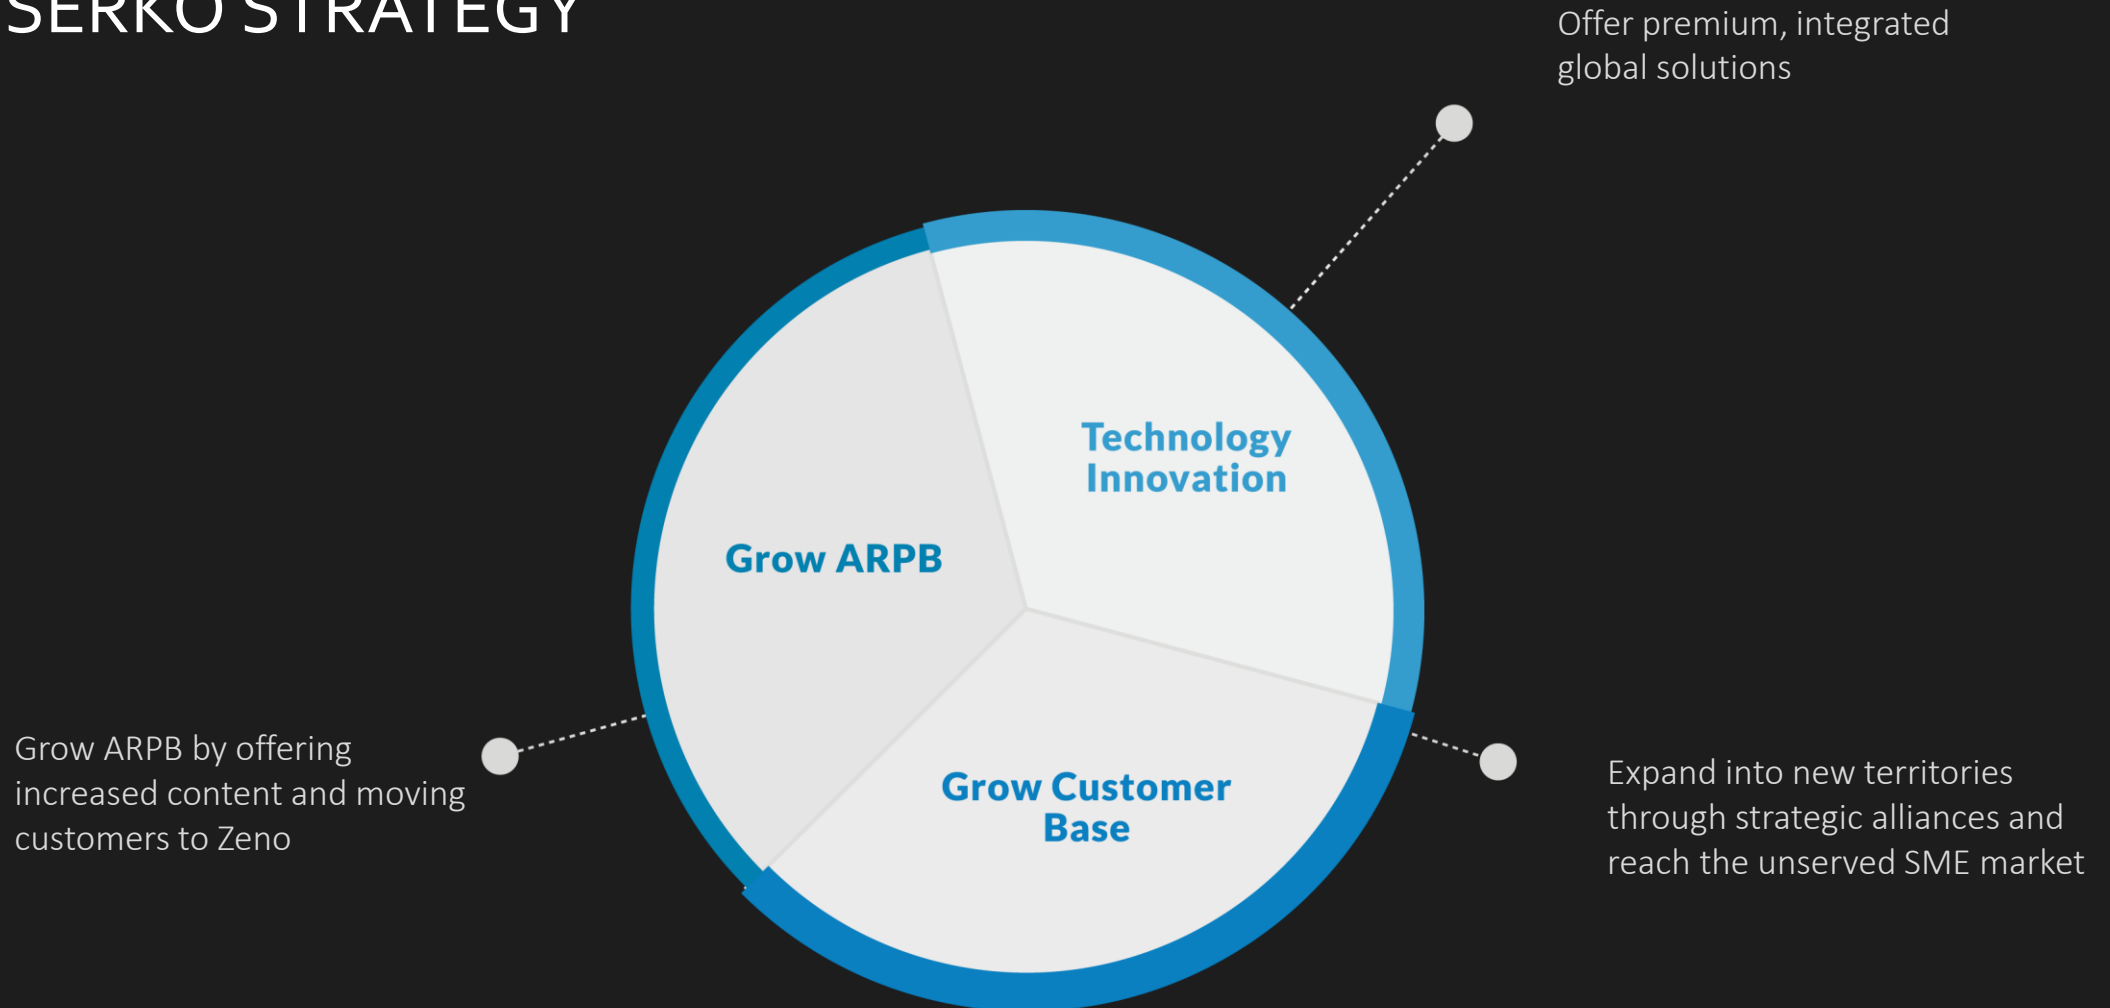 SERKO STRATEGY
Offer premium, integrated
global solutions
Technology
Innovation
Grow ARPB
Grow ARPB by offering
increased content and moving
customers to Zeno
Grow Customer
Base
Expand into new territories
through strategic alliances and
reach the unserved SME market